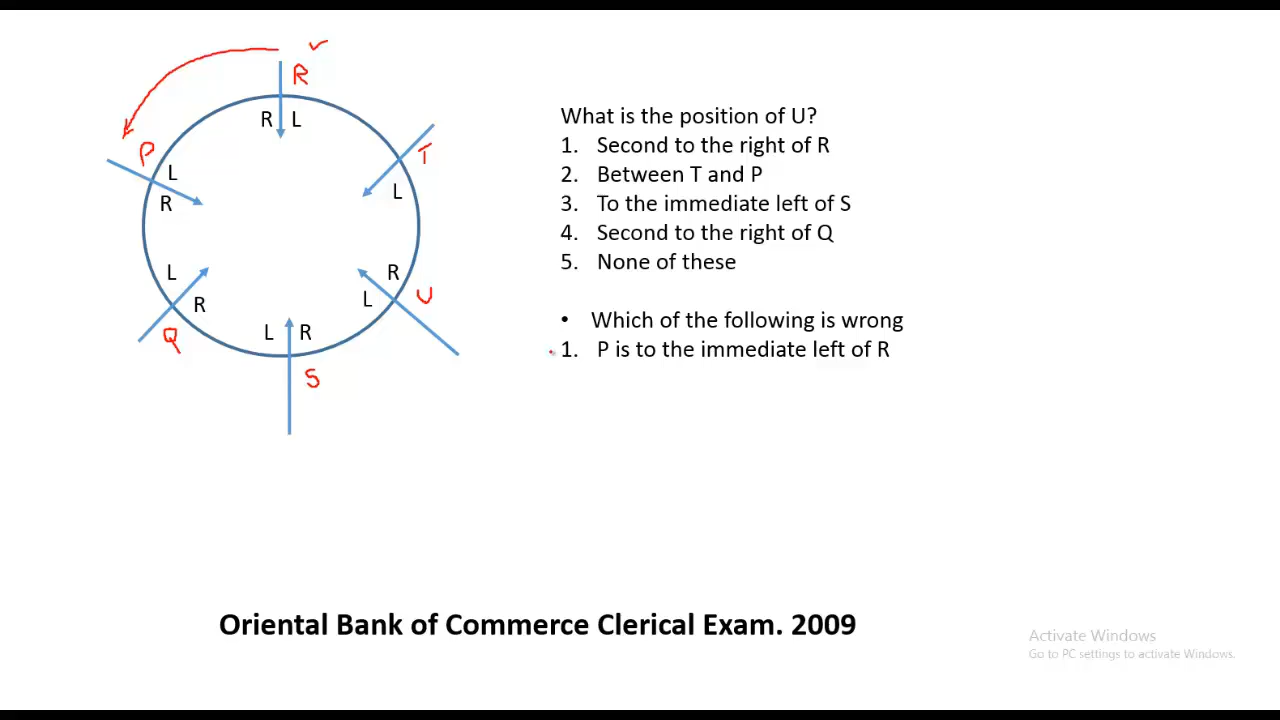 R
R L
P
T
L
R
L
L
R
R
L
U
Q
L R
S
What is the position of U?
1. Second to the right of R
2. Between T and P
3. To the immediate left of S
4. Second to the right of Q
5. None of these
• Which of the following is wrong
1. P is to the immediate left of R
Oriental Bank of Commerce Clerical Exam. 2009
Activate Windows
Go to PC settings to activate Windows.